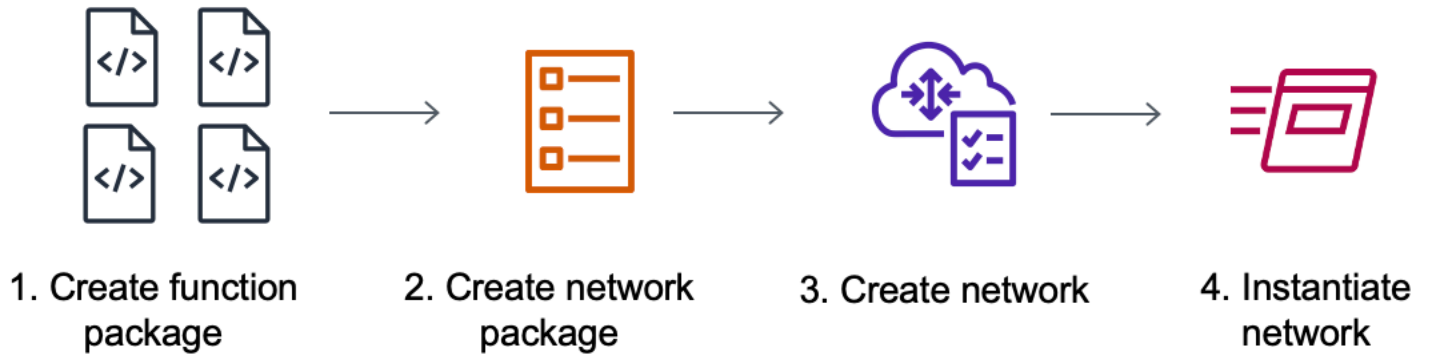 </>
</>
</>
</>
1. Create function
package
2. Create network
package
3. Create network
4. Instantiate
network